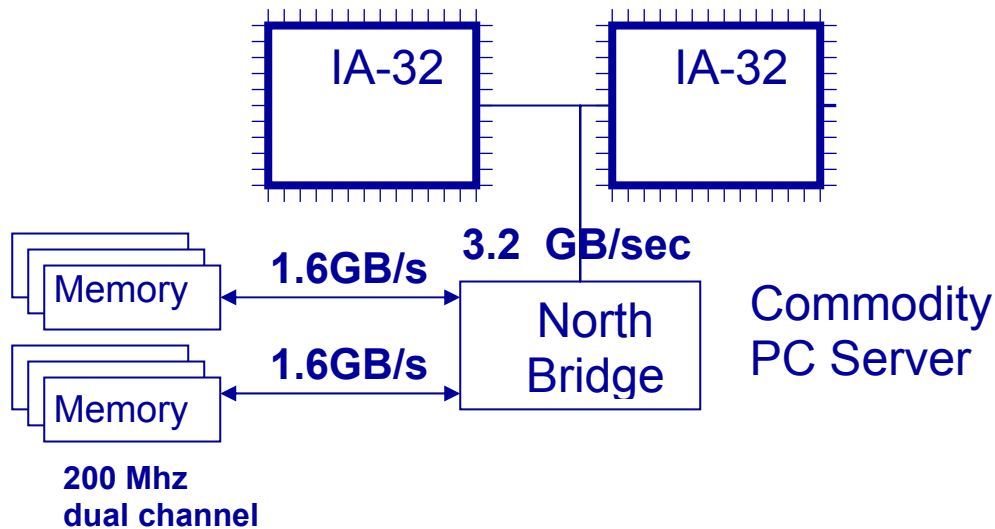 IA-32
IA-32
3.2 GB/sec
1.6GB/s
Memory
North
Bridge
Commodity
PC Server
1.6GB/s
Memory
200 Mhz
dual channel